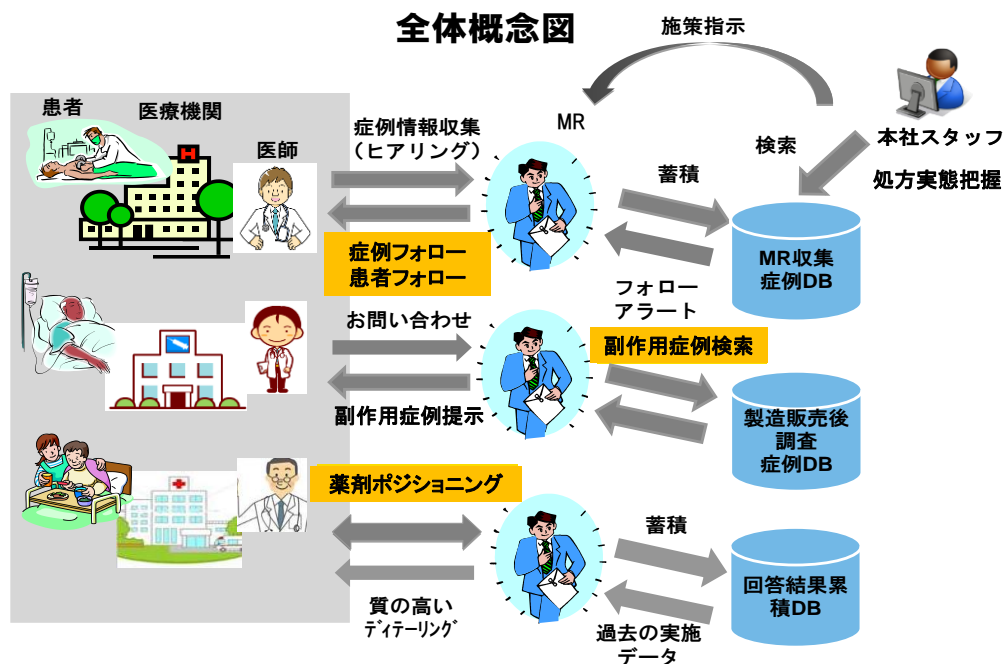 全体概念図
施策指示
患者
医療機関
医師
症例情報収集
（ヒアリング）
MR
蓄積
検索
本社スタッフ
処方実態把握
H
症例フォロー
患者フォロー
フォロー
アラート
MR収集
症例DB
お問い合わせ
副作用症例検索
副作用症例提示
製造販売後
調査
症例DB
薬剤ポジショニング
蓄積
質の高い
ﾃﾞｨﾃｰﾘﾝｸﾞ
過去の実施
データ
回答結果累
積DB